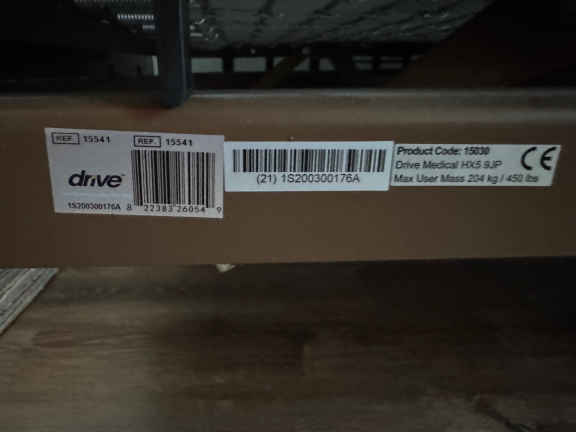 REF. 15541
REF. 15541
drive
1S200300176A
8 22383 26054 9
(21) 1S200300176A
Product Code: 15030
Drive Medical HX5 9JP
Max User Mass 204 kg / 450 lbs
CE